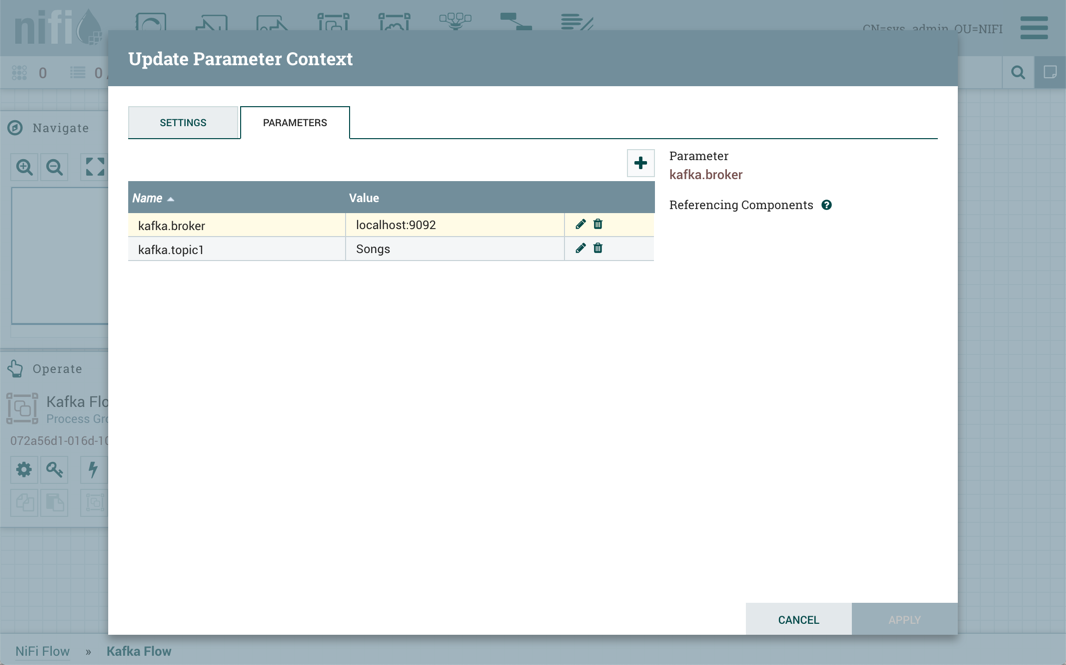 nifi
CN=sys_admin, OU=NIFI
0
0
Update Parameter Context
SETTINGS
PARAMETERS
Navigate
Parameter
kafka.broker
Name
Value
Referencing Components
kafka.broker
localhost:9092
kafka.topic1
Songs
Operate
Kafka Flo
Process Gr
072a56d1-016d-10
CANCEL
APPLY
NiFi Flow » Kafka Flow